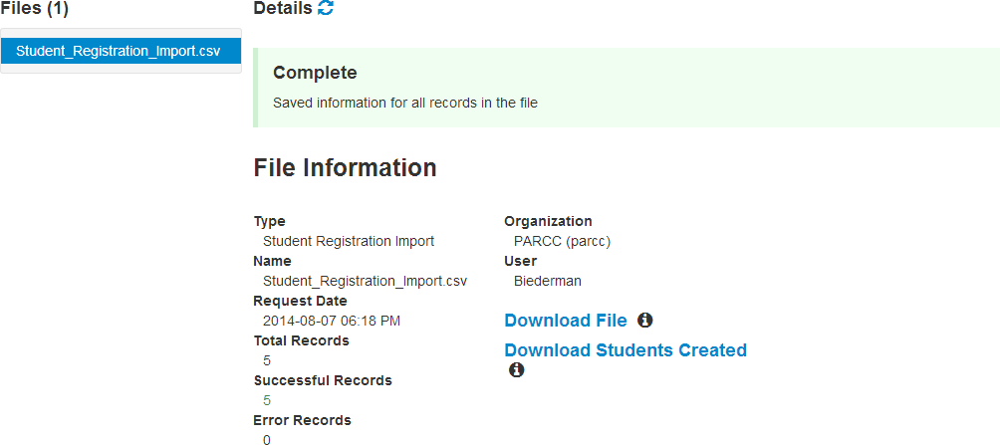 Files (1)
Student_Registration_Import.csv
Details
Complete
Saved information for all records in the file
File Information
Type
Student Registration Import
Name
Student_Registration_Import.csv
Request Date
2014-08-07 06:18 PM
Total Records
5
Successful Records
5
Error Records
0
Organization
PARCC (parcc)
User
Biederman
Download File
Download Students Created